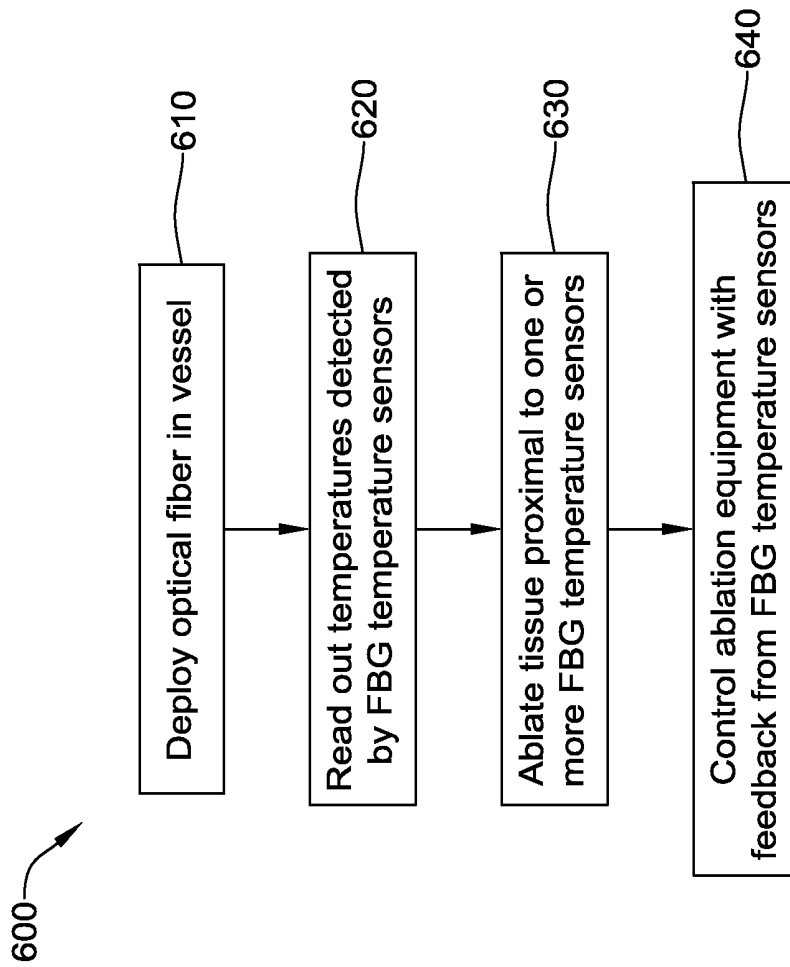 600
Deploy optical fiber in vessel
610
Read out temperatures detected
by FBG temperature sensors
620
Ablate tissue proximal to one or
more FBG temperature sensors
630
Control ablation equipment with
feedback from FBG temperature sensors
640